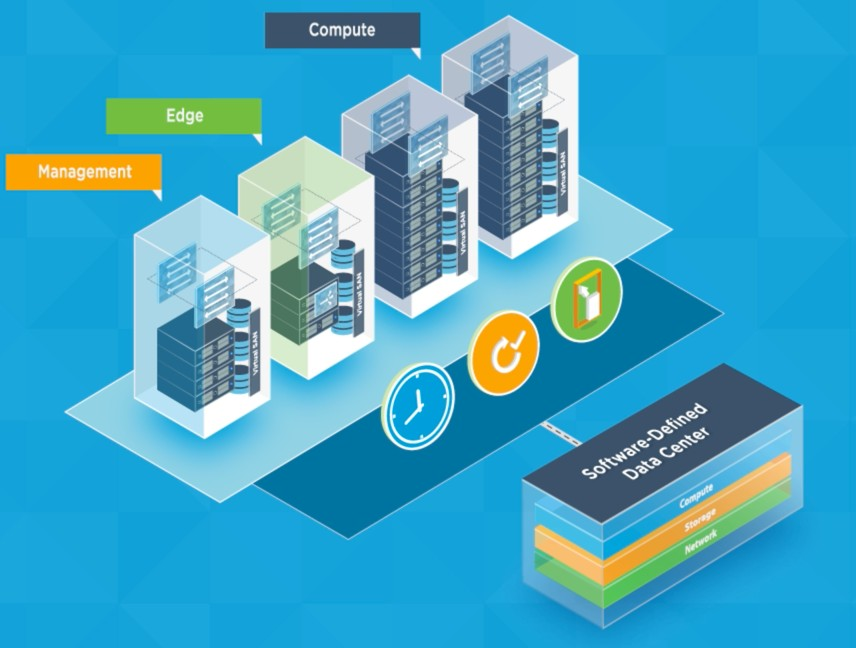 Compute
Edge
Management
Virtual SAN
Virtual SAN
Virtual SAN
Virtual SAN
Software-Defined
Data Center
Compute
Storage
Network